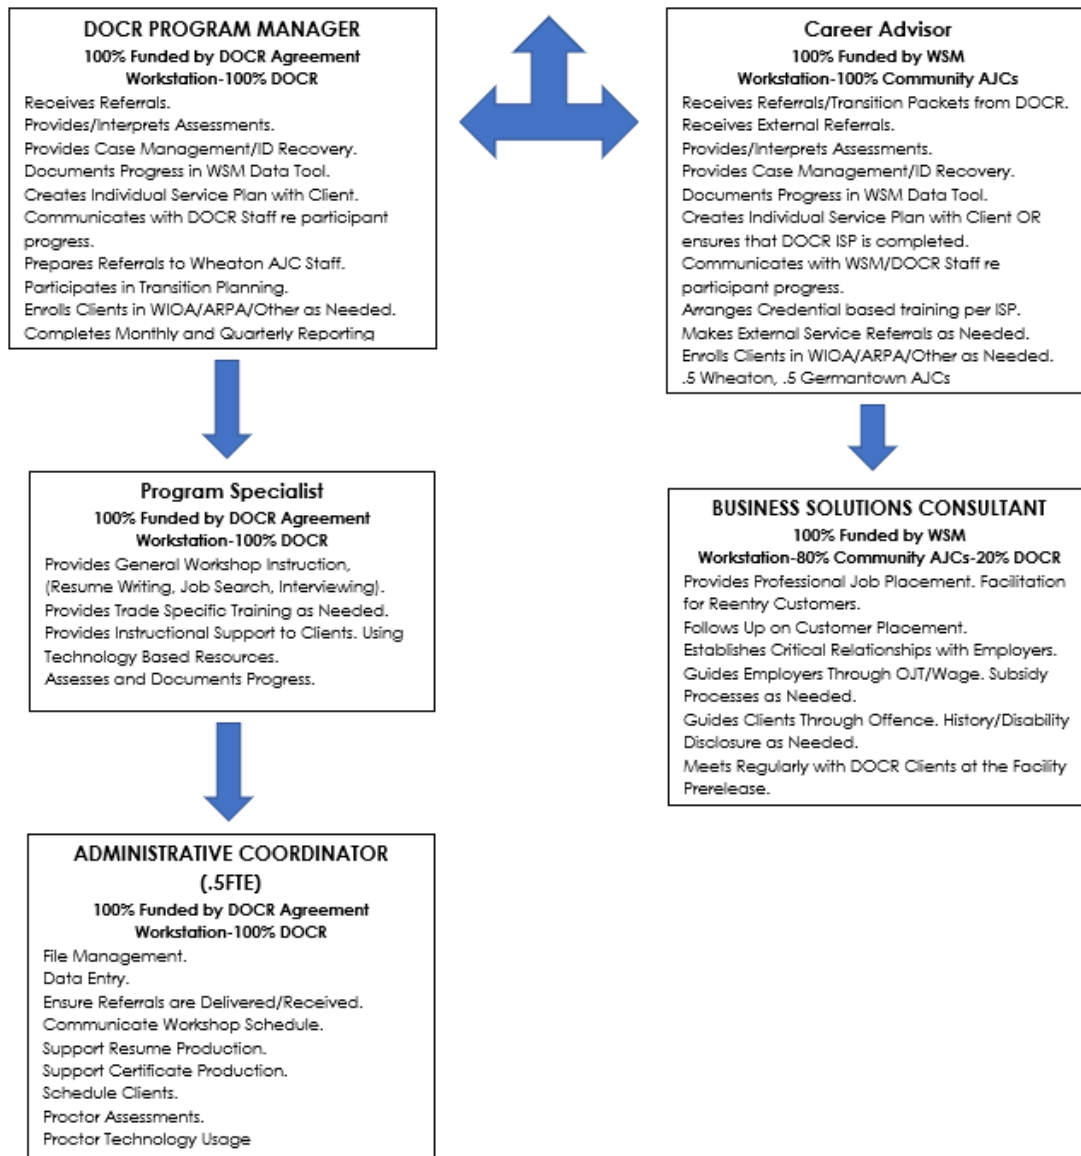 DOCR PROGRAM MANAGER
100% Funded by DOCR Agreement
Workstation-100% DOCR
Receives Referrals.
Provides/Interprets Assessments.
Provides Case Management/ID Recovery.
Documents Progress in WSM Data Tool.
Creates Individual Service Plan with Client.
Communicates with DOCR Staff re participant
progress.
Prepares Referrals to Wheaton AJC Staff.
Participates in Transition Planning.
Enrolls Clients in WIOA/ARPA/Other as Needed.
Completes Monthly and Quarterly Reporting
Career Advisor
100% Funded by WSM
Workstation-100% Community AJCs
Receives Referrals/Transition Packets from DOCR.
Receives External Referrals.
Provides/Interprets Assessments.
Provides Case Management/ID Recovery.
Documents Progress in WSM Data Tool.
Creates Individual Service Plan with Client OR
ensures that DOCR ISP is completed.
Communicates with WSM/DOCR Staff re
participant progress.
Arranges Credential based training per ISP.
Makes External Service Referrals as Needed.
Enrolls Clients in WIOA/ARPA/Other as Needed.
.5 Wheaton, .5 Germantown AJCs
Program Specialist
100% Funded by DOCR Agreement
Workstation-100% DOCR
Provides General Workshop Instruction,
(Resume Writing, Job Search, Interviewing).
Provides Trade Specific Training as Needed.
Provides Instructional Support to Clients. Using
Technology Based Resources.
Assesses and Documents Progress.
BUSINESS SOLUTIONS CONSULTANT
100% Funded by WSM
Workstation-80% Community AJCs-20% DOCR
Provides Professional Job Placement. Facilitation
for Reentry Customers.
Follows Up on Customer Placement.
Establishes Critical Relationships with Employers.
Guides Employers Through OJT/Wage. Subsidy
Processes as Needed.
Guides Clients Through Offence. History/Disability
Disclosure as Needed.
Meets Regularly with DOCR Clients at the Facility
Prerelease.
ADMINISTRATIVE COORDINATOR
(.5FTE)
100% Funded by DOCR Agreement
Workstation-100% DOCR
File Management.
Data Entry.
Ensure Referrals are Delivered/Received.
Communicate Workshop Schedule.
Support Resume Production.
Support Certificate Production.
Schedule Clients.
Proctor Assessments.
Proctor Technology Usage